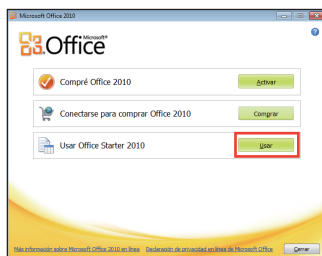 Microsoft Office 2010
Microsoft®
Office
Compré Office 2010
Activar
Conectarse para comprar Office 2010
Comprar
Usar Office Starter 2010
Usar
Más información sobre Microsoft Office 2010 en línea
Declaración de privacidad en línea de Microsoft Office
Cerrar